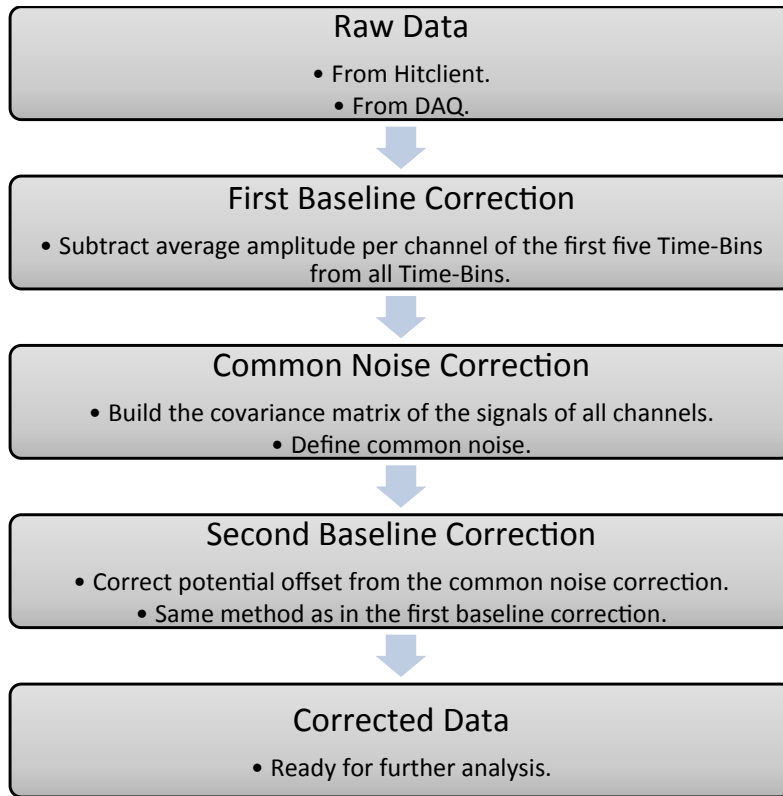 Raw Data
• From Hitclient.
• From DAQ.
First Baseline Correction
• Subtract average amplitude per channel of the first five Time-Bins
from all Time-Bins.
Common Noise Correction
• Build the covariance matrix of the signals of all channels.
• Define common noise.
Second Baseline Correction
• Correct potential offset from the common noise correction.
• Same method as in the first baseline correction.
Corrected Data
• Ready for further analysis.